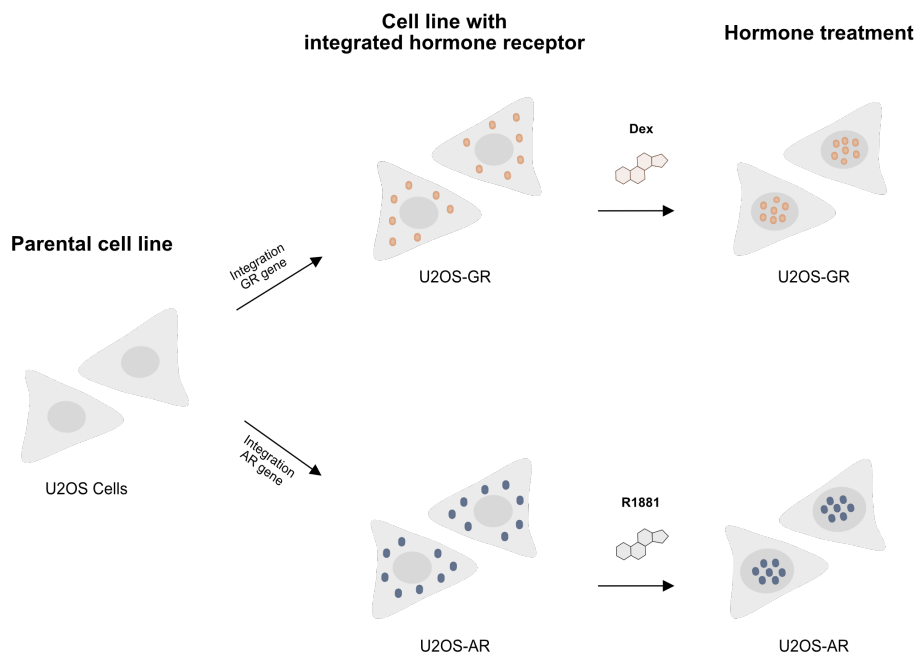 Cell line with
integrated hormone receptor
Hormone treatment
Dex
Parental cell line
Integration
GR gene
U2OS-GR
U2OS-GR
Integration
AR gene
U2OS Cells
R1881
U2OS-AR
U2OS-AR